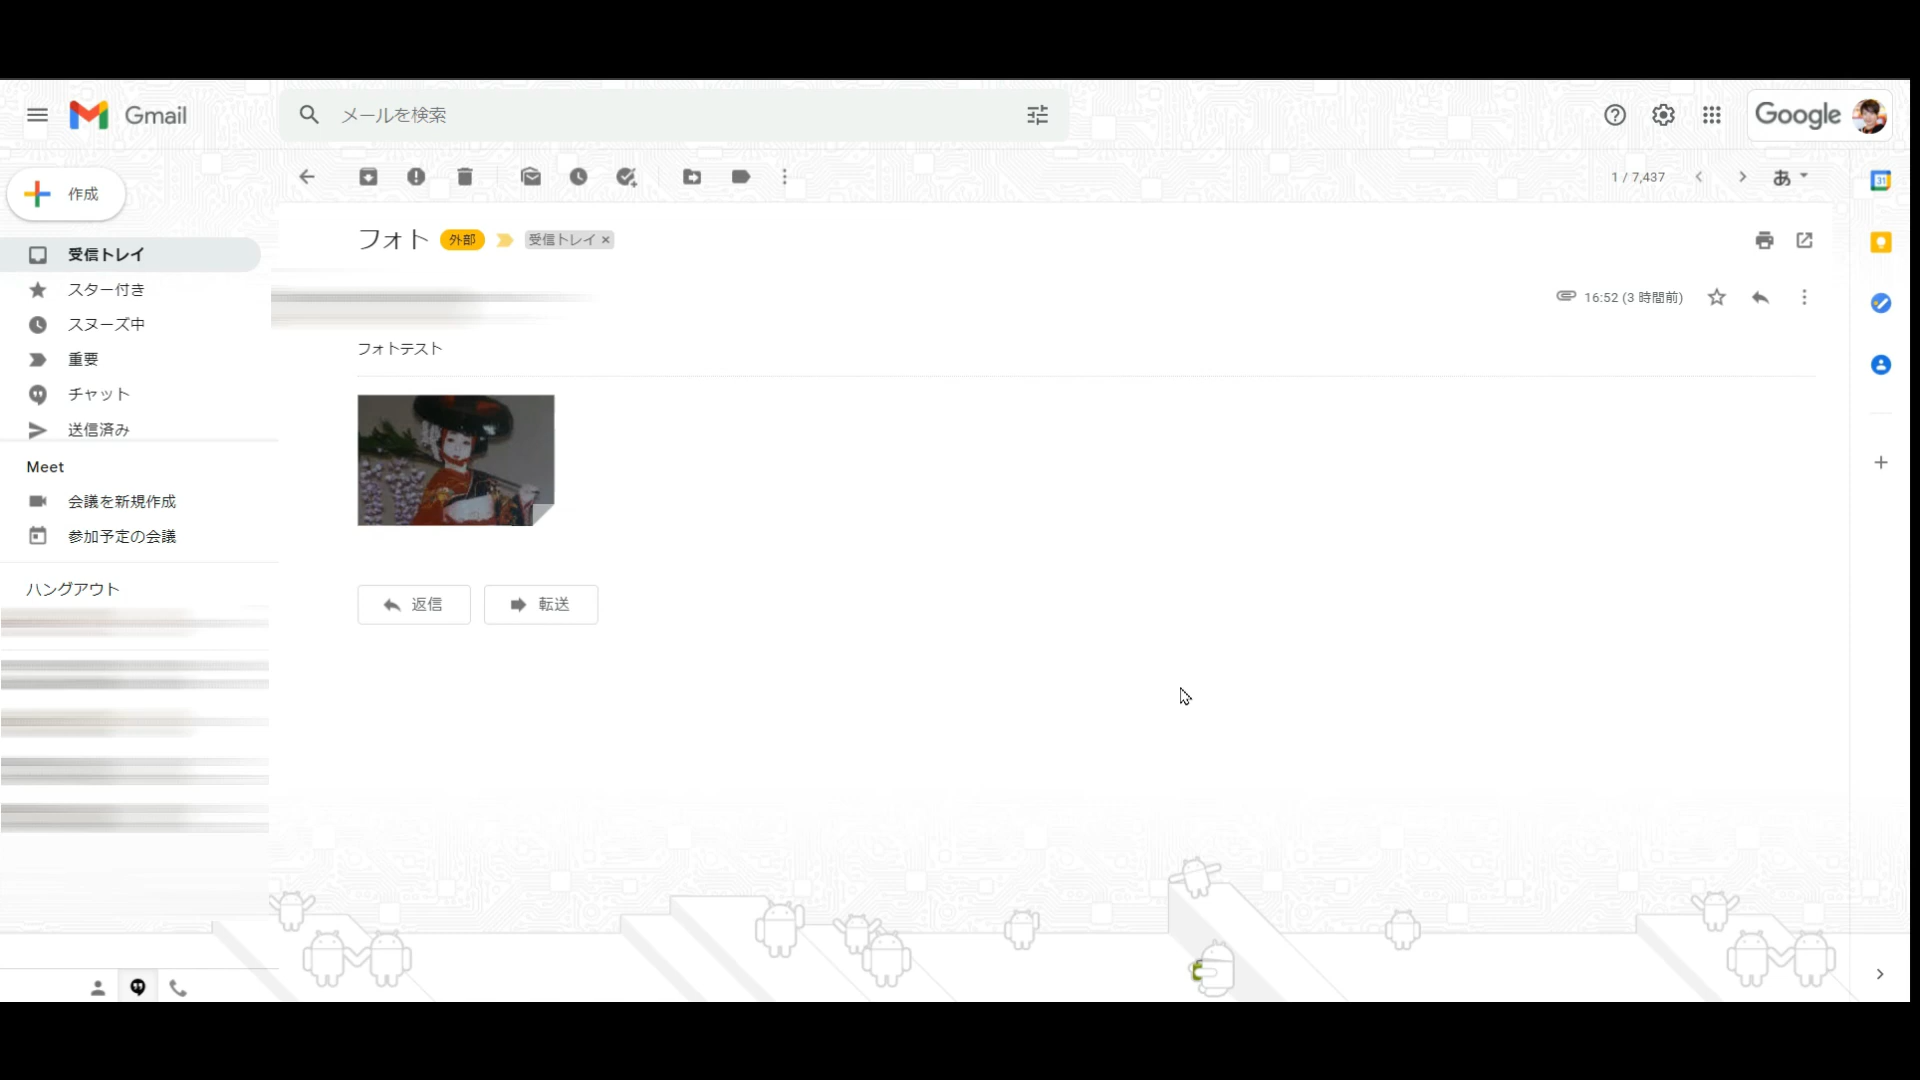 Gmail
メールを検索
Google
作成
1 / 7,437
あ
31
受信トレイ
スター付き
スヌーズ中
重要
チャット
送信済み
Meet
会議を新規作成
参加予定の会議
ハングアウト
フォト 外部 受信トレイ ×
16:52 (3 時間前)
フォトテスト
返信 転送